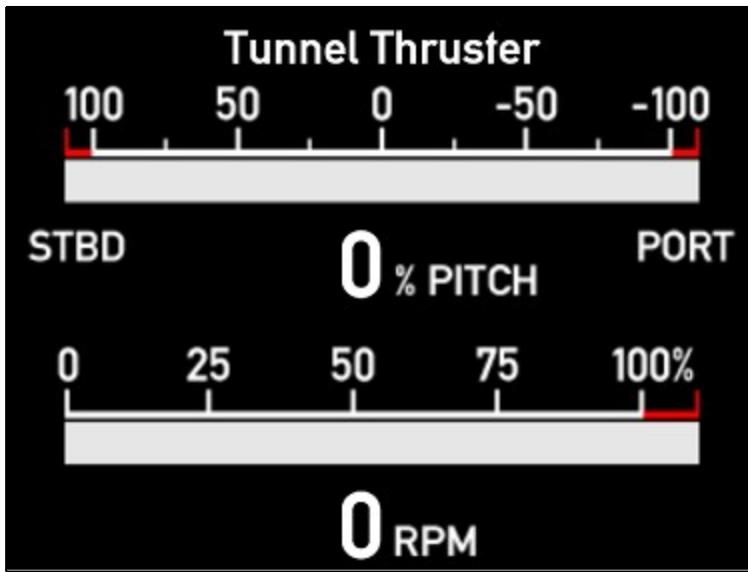 Tunnel Thruster
100 50 0 -50 -100
STBD 0 % PITCH PORT
0 25 50 75 100%
0 RPM